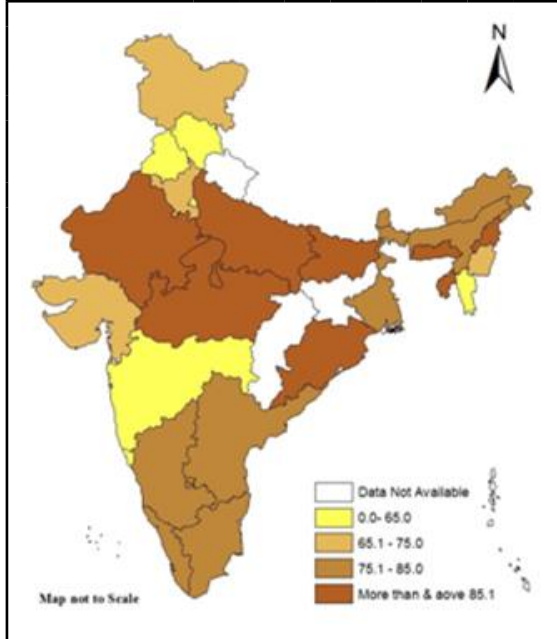 N
Data Not Available
0.0- 65.0
65.1 - 75.0
75.1 - 85.0
More than & aove 85.1
Map not to Scale